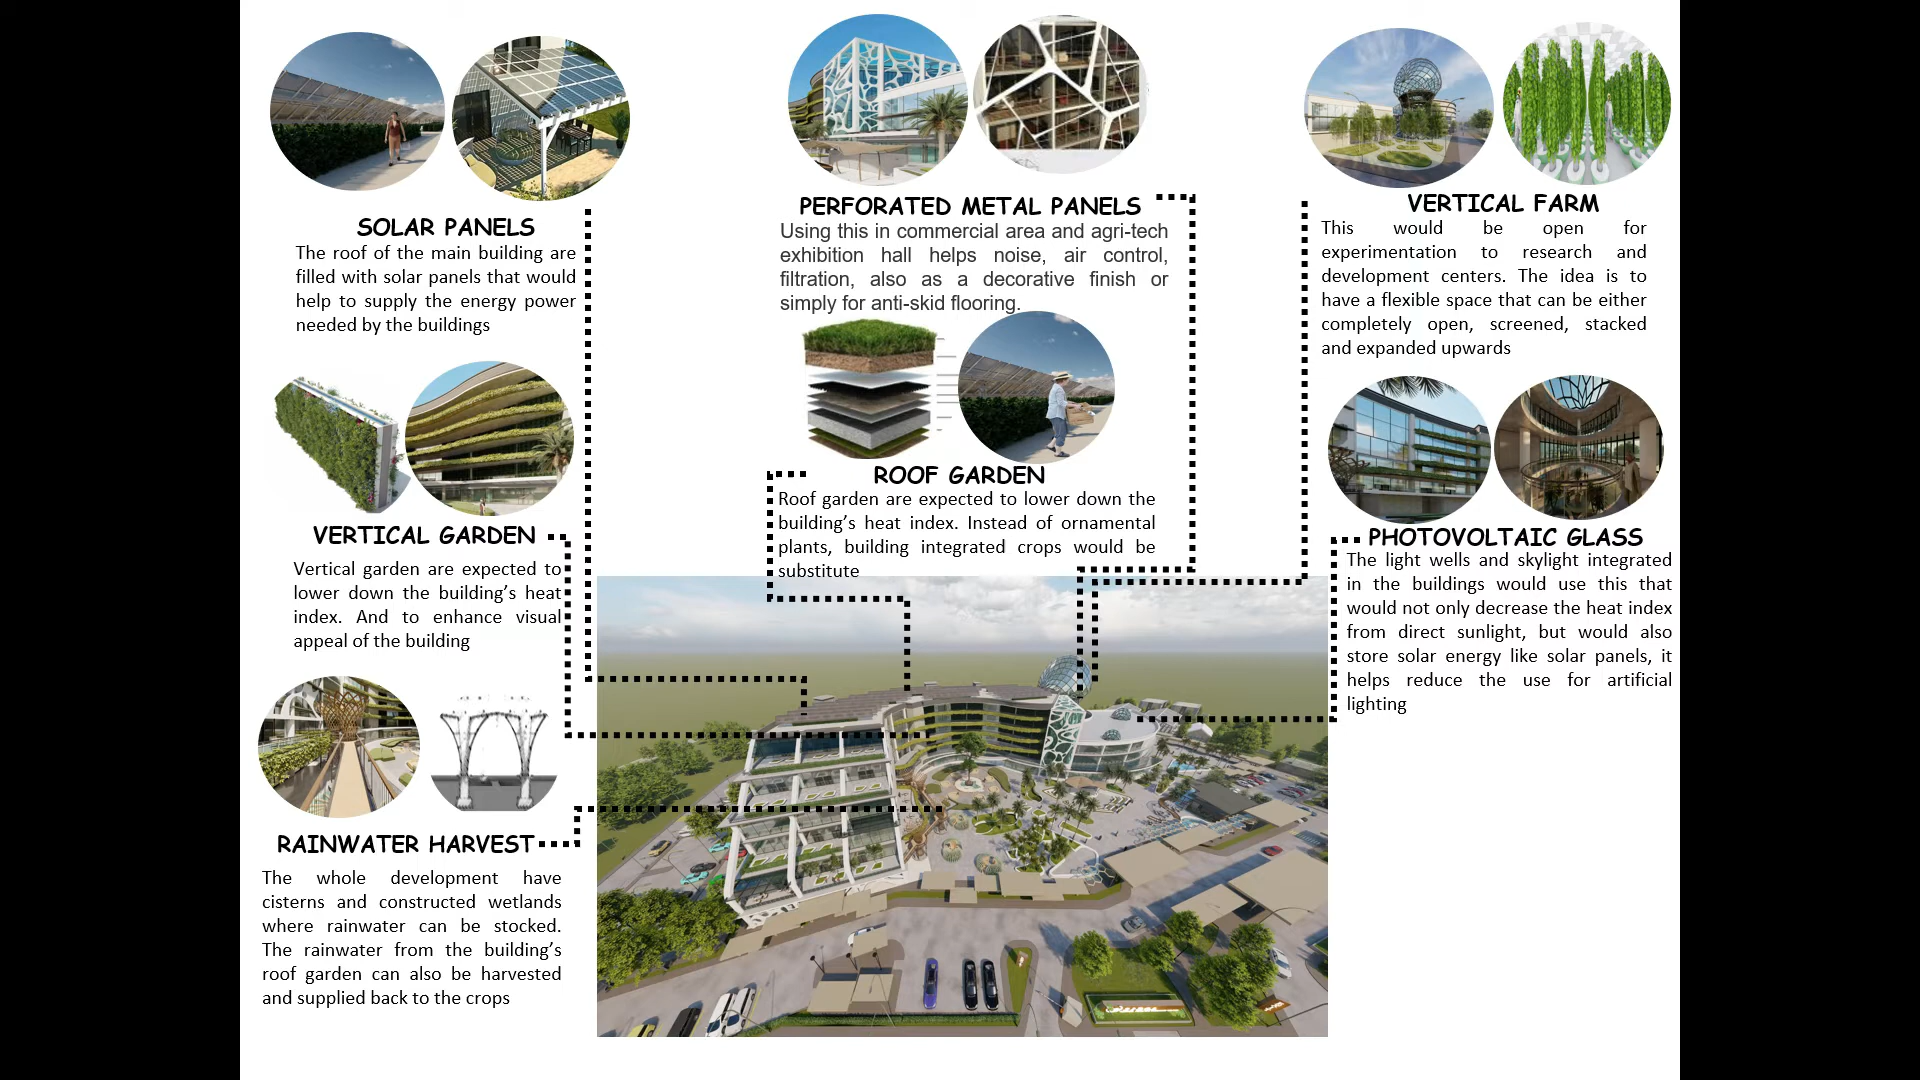 SOLAR PANELS
The roof of the main building are
filled with solar panels that would
help to supply the energy power
needed by the buildings
VERTICAL GARDEN
Vertical garden are expected to
lower down the building’s heat
index. And to enhance visual
appeal of the building
RAINWATER HARVEST
The whole development have
cisterns and constructed wetlands
where rainwater can be stocked.
The rainwater from the building’s
roof garden can also be harvested
and supplied back to the crops
PERFORATED METAL PANELS
Using this in commercial area and agri-tech
exhibition hall helps noise, air control,
filtration, also as a decorative finish or
simply for anti-skid flooring.
ROOF GARDEN
Roof garden are expected to lower down the
building’s heat index. Instead of ornamental
plants, building integrated crops would be
substitute
VERTICAL FARM
This would be open for
experimentation to research and
development centers. The idea is to
have a flexible space that can be either
completely open, screened, stacked
and expanded upwards
PHOTOVOLTAIC GLASS
The light wells and skylight integrated
in the buildings would use this that
would not only decrease the heat index
from direct sunlight, but would also
store solar energy like solar panels, it
helps reduce the use for artificial
lighting